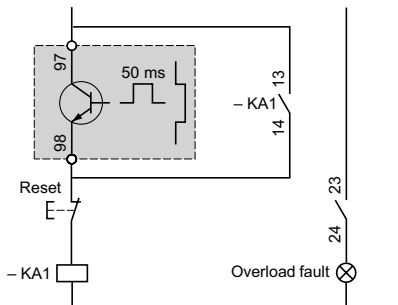 97
50 ms
98
13
– KA1
14
Reset
– KA1
23
24
Overload fault